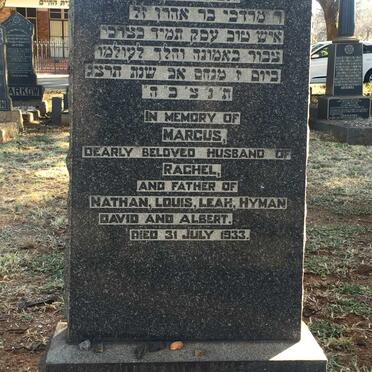 ר מרדכי בר אהרן ז״ל
איש טוב עסק תמיד בצרכי
צבור באמונה והלך לעולמו
ביום ז מנחם אב שנת תרצג
ת נ צ ב ה
IN MEMORY OF
MARCUS,
DEARLY BELOVED HUSBAND OF
RACHEL,
AND FATHER OF
NATHAN, LOUIS, LEAH, HYMAN
DAVID AND ALBERT.
DIED 31 JULY 1933.
ARKOW